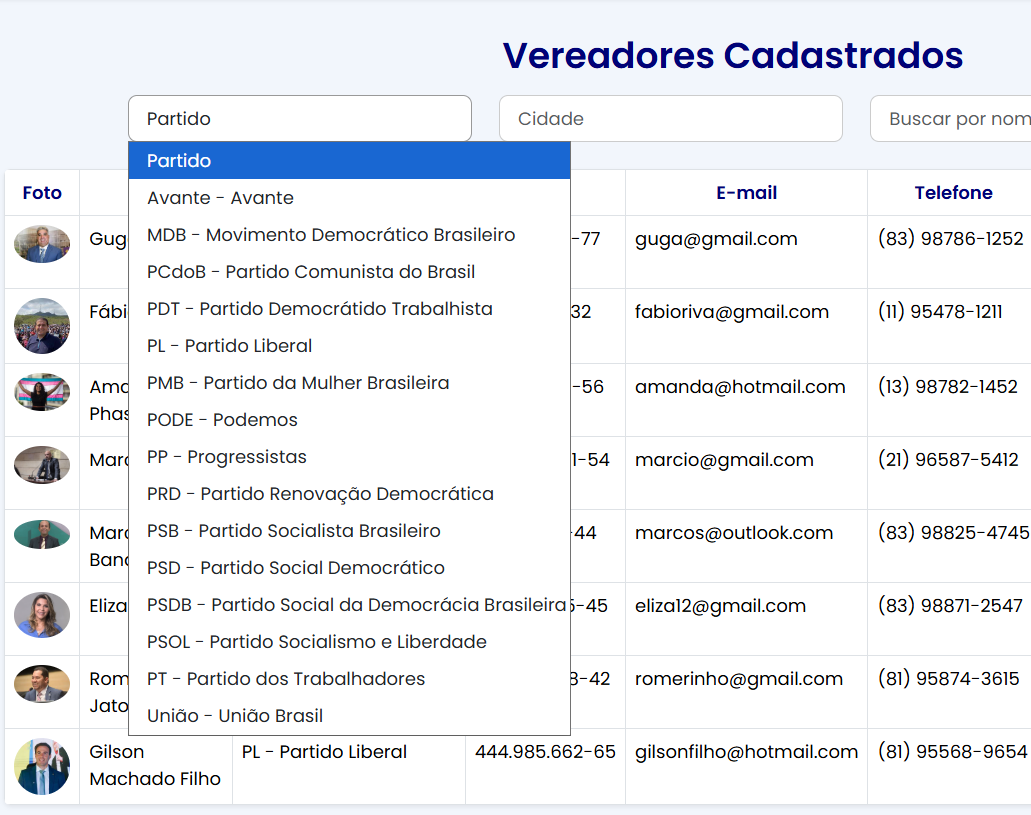 Vereadores Cadastrados
Partido
Cidade
Buscar por nom
Partido
Avante - Avante
MDB - Movimento Democrático Brasileiro
PCdoB - Partido Comunista do Brasil
PDT - Partido Democrátido Trabalhista
PL - Partido Liberal
PMB - Partido da Mulher Brasileira
PODE - Podemos
PP - Progressistas
PRD - Partido Renovação Democrática
PSB - Partido Socialista Brasileiro
PSD - Partido Social Democrático
PSDB - Partido Social da Democrácia Brasileira
PSOL - Partido Socialismo e Liberdade
PT - Partido dos Trabalhadores
União - União Brasil
Foto E-mail Telefone
Gug -77 guga@gmail.com (83) 98786-1252
Fábi 32 fabioriva@gmail.com (11) 95478-1211
Ama -56 amanda@hotmail.com (13) 98782-1452
Phas
Marc 1-54 marcio@gmail.com (21) 96587-5412
Marc -44 marcos@outlook.com (83) 98825-4745
Band
Eliza 5-45 eliza12@gmail.com (83) 98871-2547
Rom 8-42 romerinho@gmail.com (81) 95874-3615
Jato
Gilson PL - Partido Liberal 444.985.662-65 gilsonfilho@hotmail.com (81) 95568-9654
Machado Filho